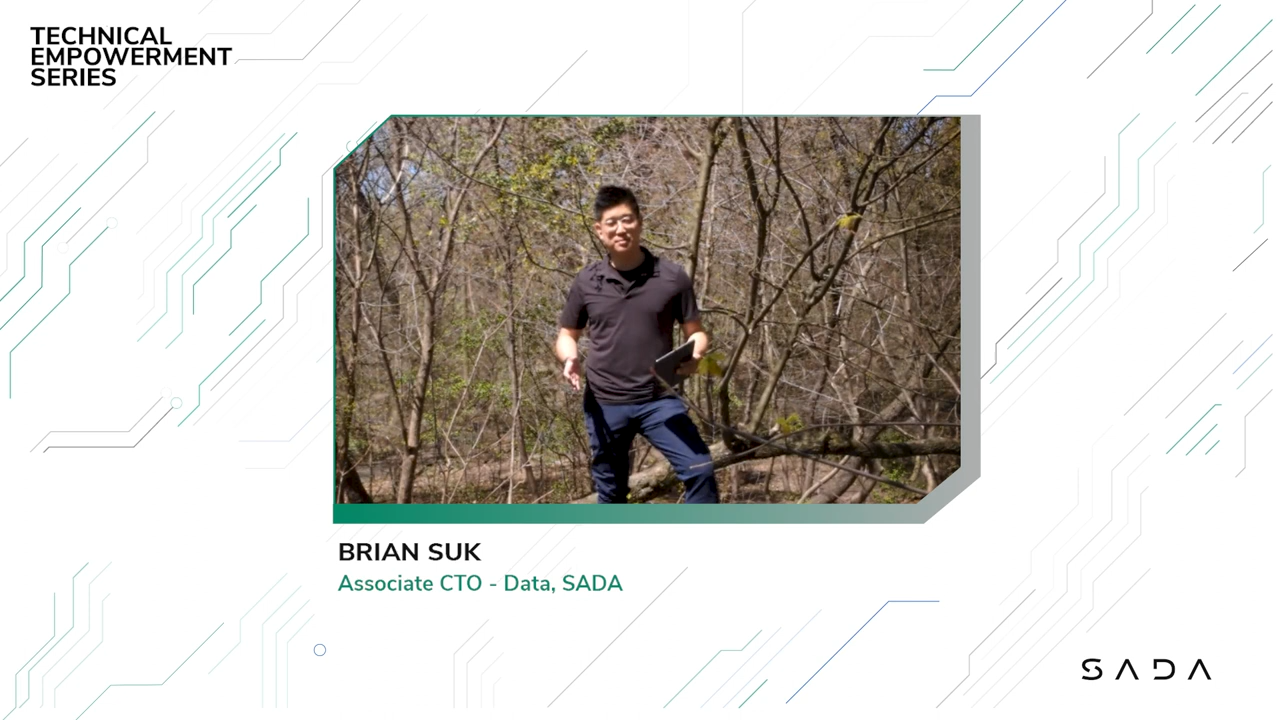 TECHNICAL
EMPOWERMENT
SERIES
BRIAN SUK
Associate CTO - Data, SADA
SADA